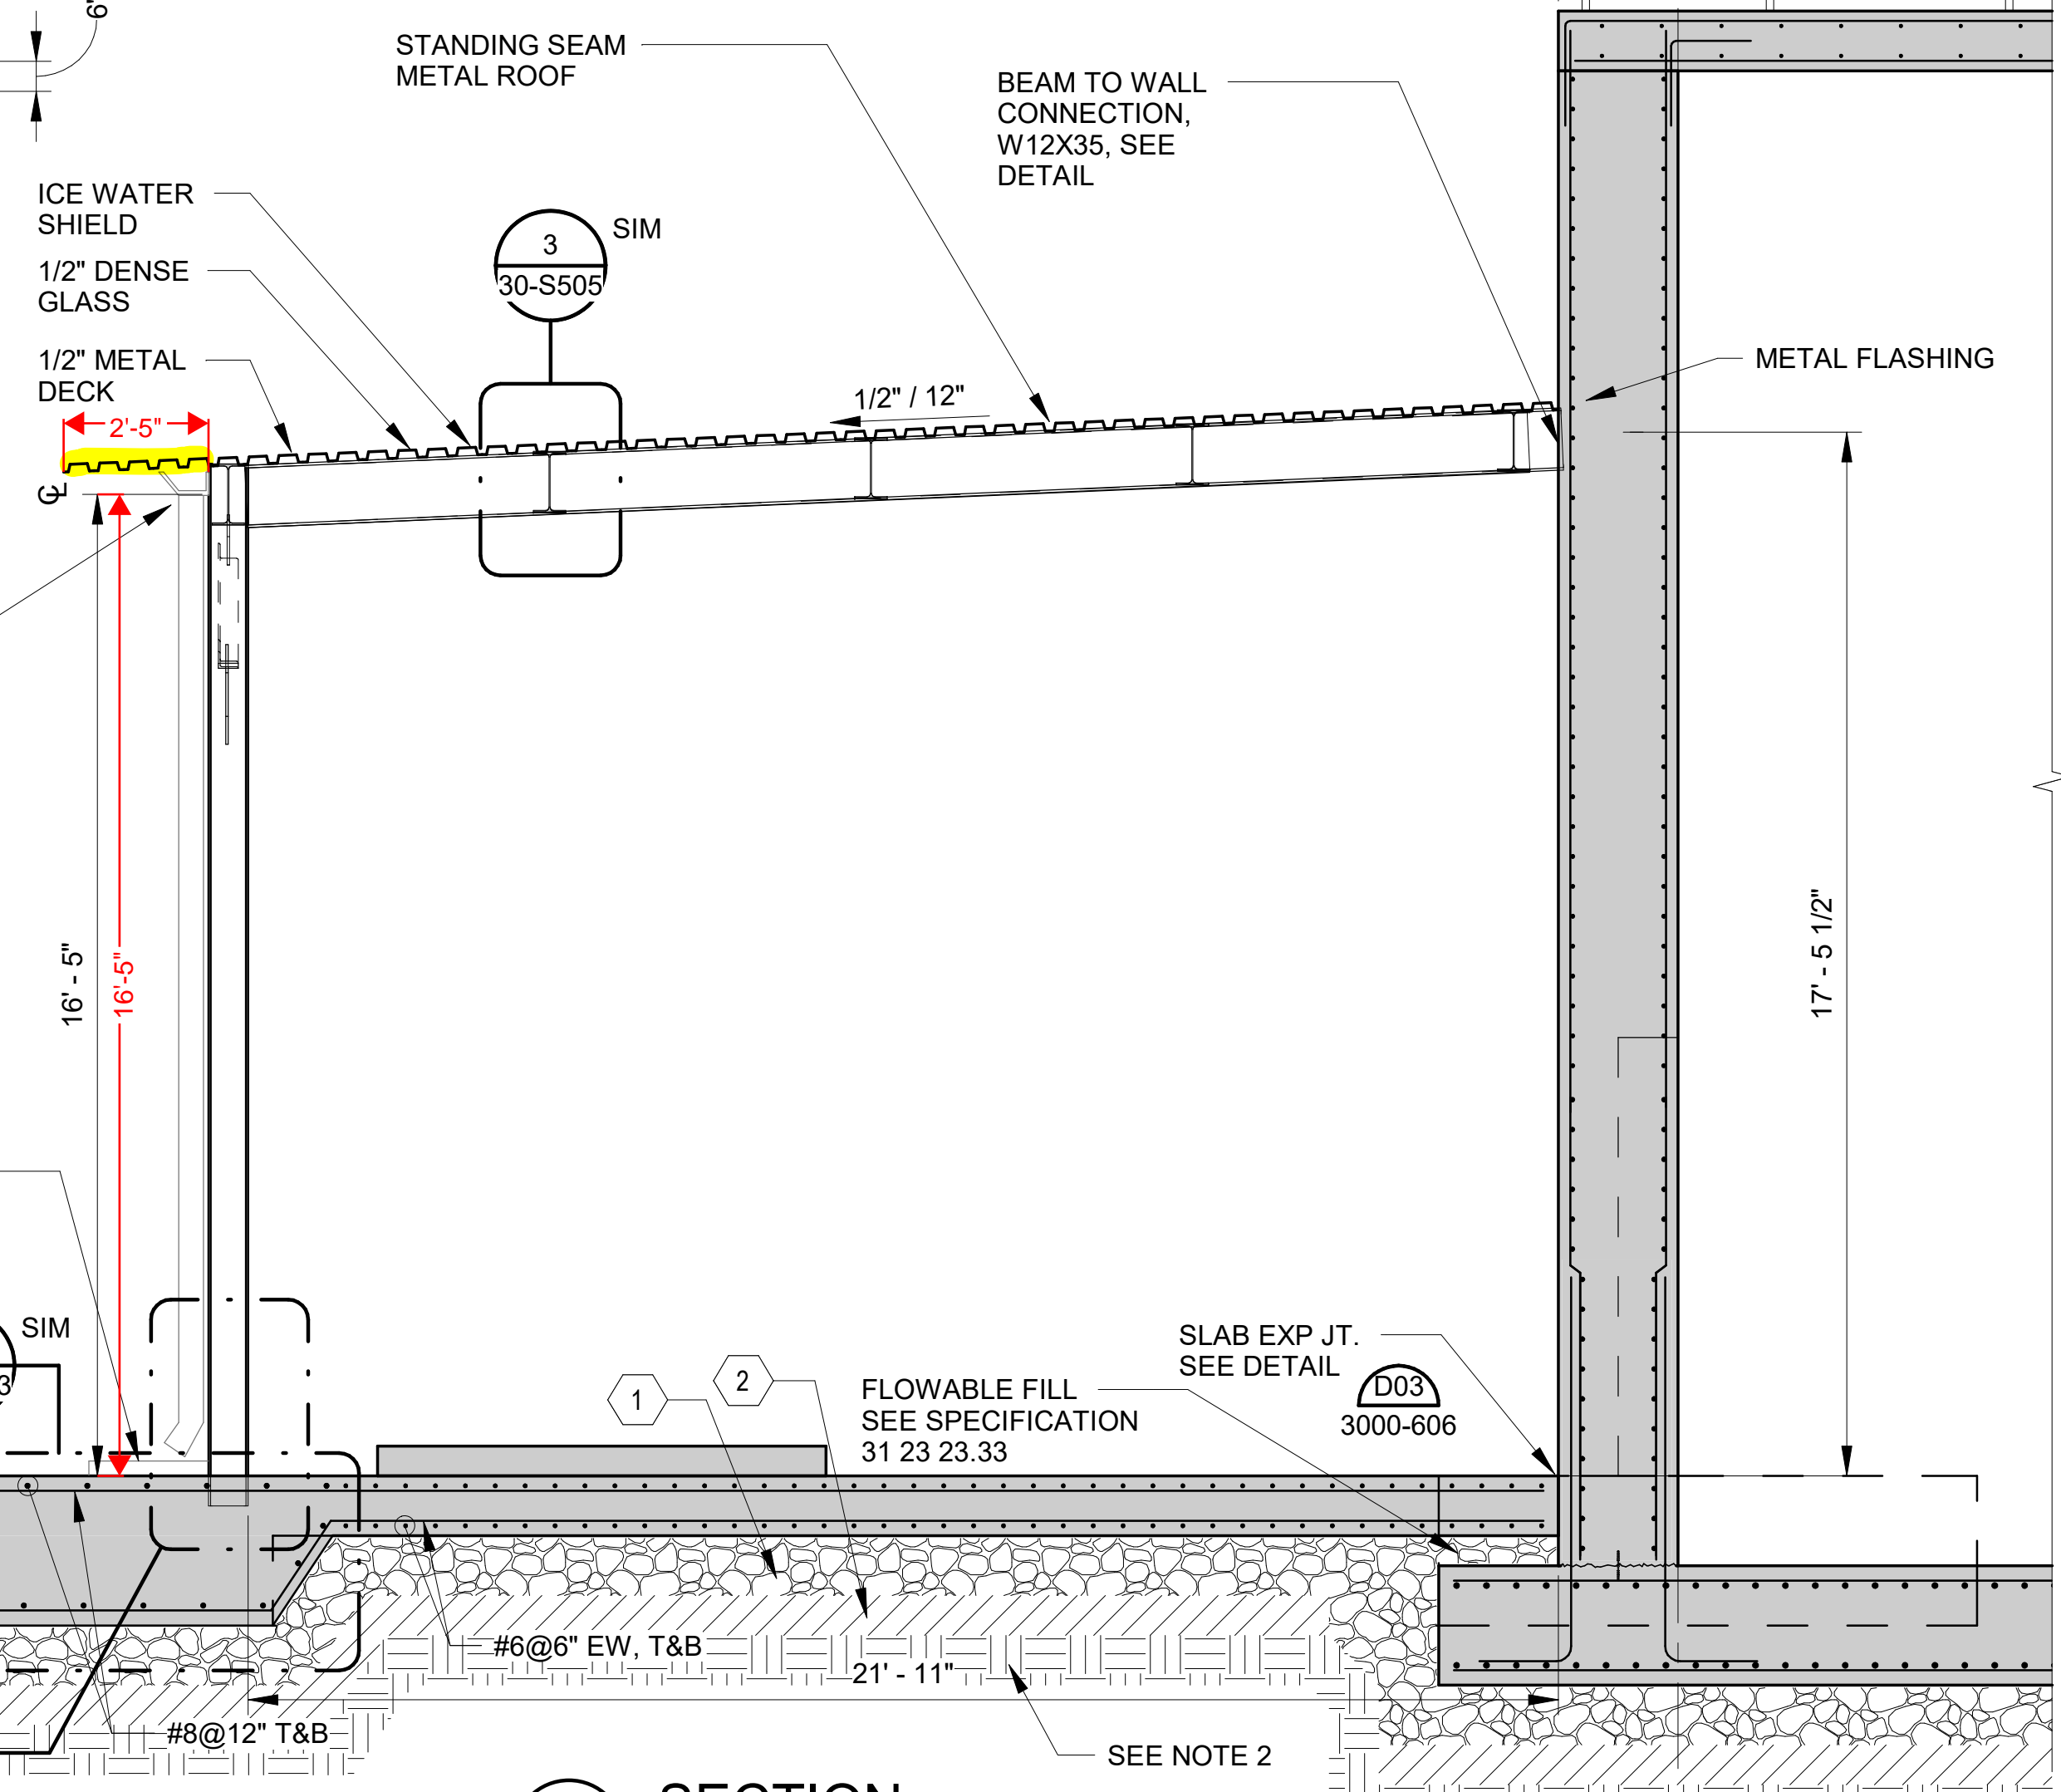 6"
STANDING SEAM
METAL ROOF
BEAM TO WALL
CONNECTION,
W12X35, SEE
DETAIL
ICE WATER
SHIELD
3
30-S505
SIM
1/2" DENSE
GLASS
1/2" METAL
DECK
METAL FLASHING
1/2" / 12"
2'-5"
℄
16' - 5"
16'-5"
17' - 5 1/2"
SIM
3
1
2
FLOWABLE FILL
SEE SPECIFICATION
31 23 23.33
SLAB EXP JT.
SEE DETAIL
D03
3000-606
#6@6" EW, T&B
21' - 11"
#8@12" T&B
SEE NOTE 2
SECTION